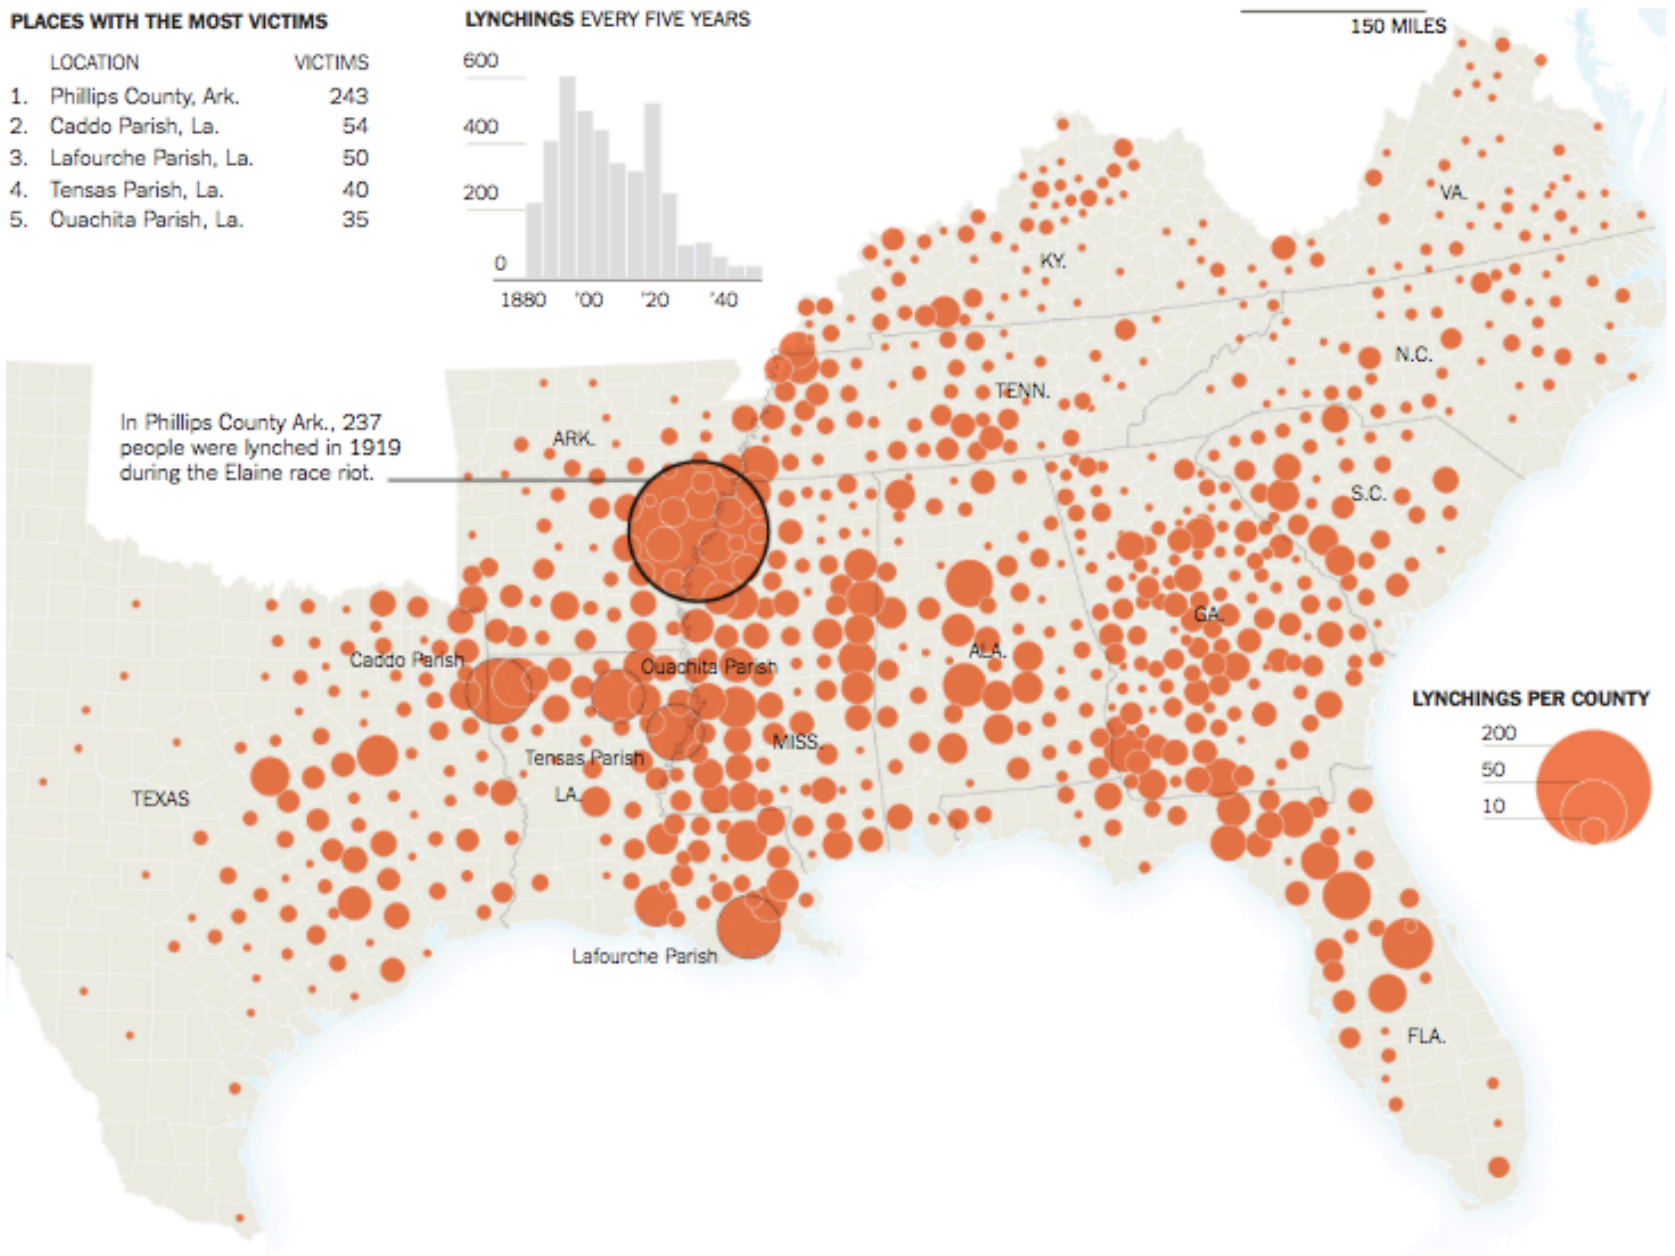 PLACES WITH THE MOST VICTIMS
LOCATION VICTIMS
1. Phillips County, Ark. 243
2. Caddo Parish, La. 54
3. Lafourche Parish, La. 50
4. Tensas Parish, La. 40
5. Ouachita Parish, La. 35
LYNCHINGS EVERY FIVE YEARS
600
400
200
0
1880 '00 '20 '40
150 MILES
In Phillips County Ark., 237
people were lynched in 1919
during the Elaine race riot.
VA.
KY.
N.C.
TENN.
ARK.
S.C.
GA.
ALA.
Caddo Parish
Ouachita Parish
MISS.
Tensas Parish
LA.
TEXAS
Lafourche Parish
FLA.
LYNCHINGS PER COUNTY
200
50
10